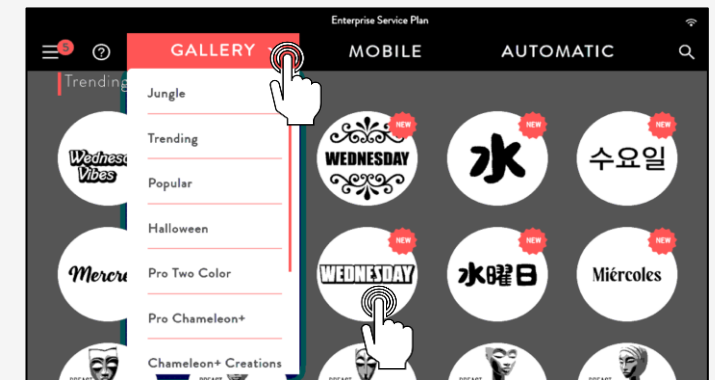 Enterprise Service Plan
5
?
GALLERY
MOBILE
AUTOMATIC
Trending
Jungle
Trending
Popular
Halloween
Pro Two Color
Pro Chameleon+
Chameleon+ Creations
Vibes
NEW
WEDNESDAY
NEW
水
NEW
수요일
NEW
WEDNESDAY
NEW
水曜日
NEW
Miércoles